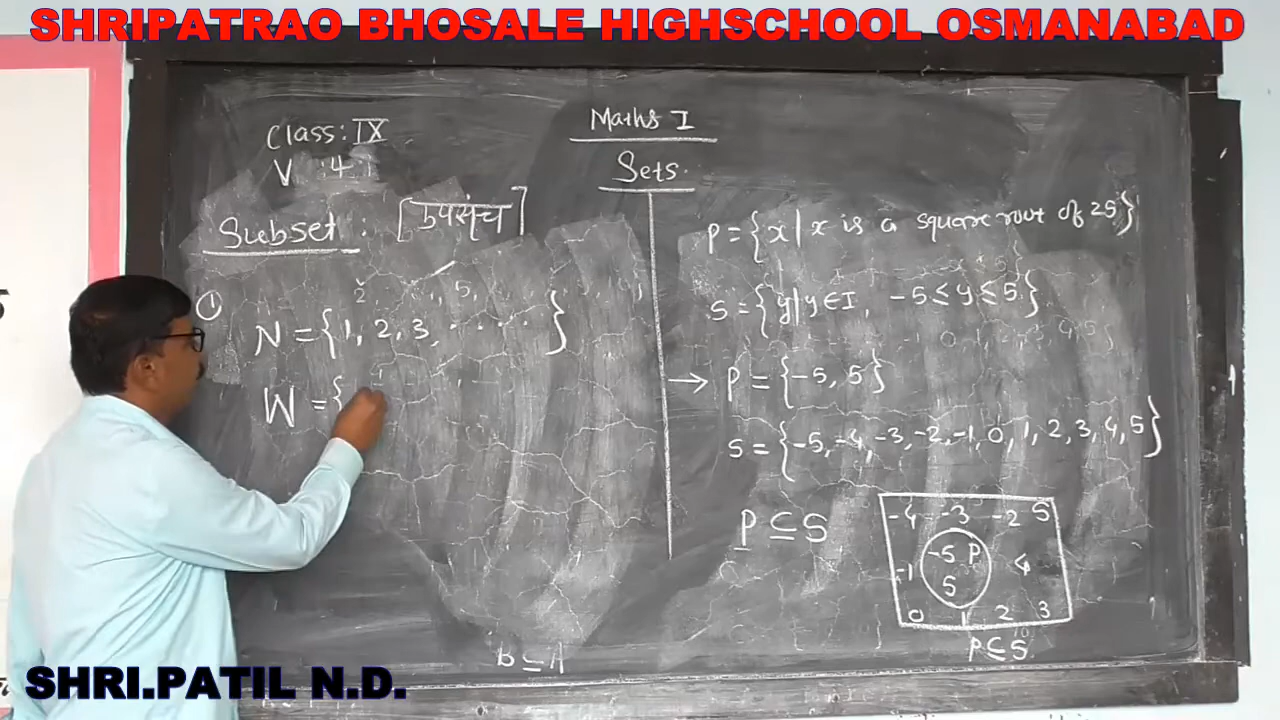 SHRIPATRAO BHOSALE HIGHSCHOOL OSMANABAD
Class: IX
V :4
Maths I
Sets.
Subset : [उपसंच]
① N = {1, 2, 3, . . . . . }
W = {
P = {x | x is a square root of 25}
S = {y | y ∈ I, -5 ≤ y ≤ 5}
→ P = {-5, 5}
S = {-5, -4, -3, -2, -1, 0, 1, 2, 3, 4, 5}
P ⊆ S
-4 -3 -2 S
-5 P
-1 4
5
0 1 2 3
P ⊆ S
b ⊆ A
SHRI.PATIL N.D.